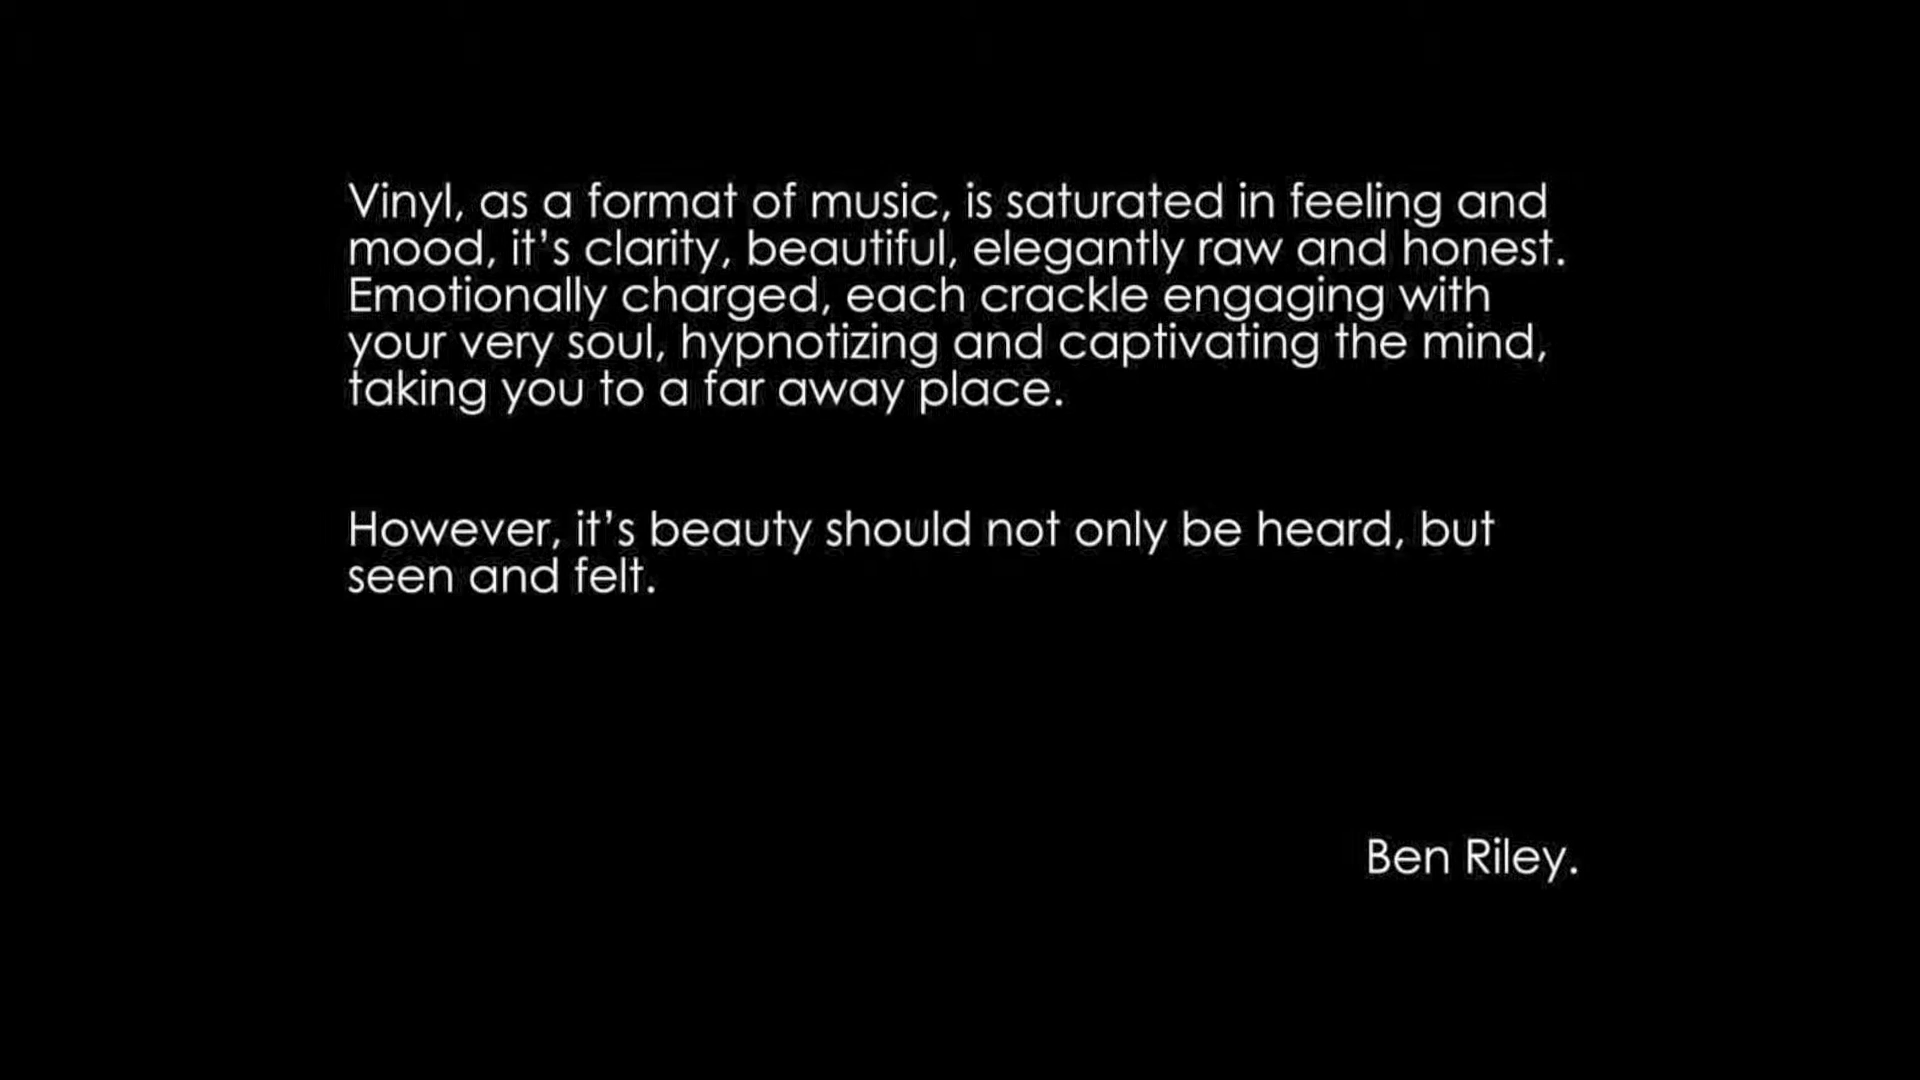 Vinyl, as a format of music, is saturated in feeling and
mood, it’s clarity, beautiful, elegantly raw and honest.
Emotionally charged, each crackle engaging with
your very soul, hypnotizing and captivating the mind,
taking you to a far away place.
However, it’s beauty should not only be heard, but
seen and felt.
Ben Riley.